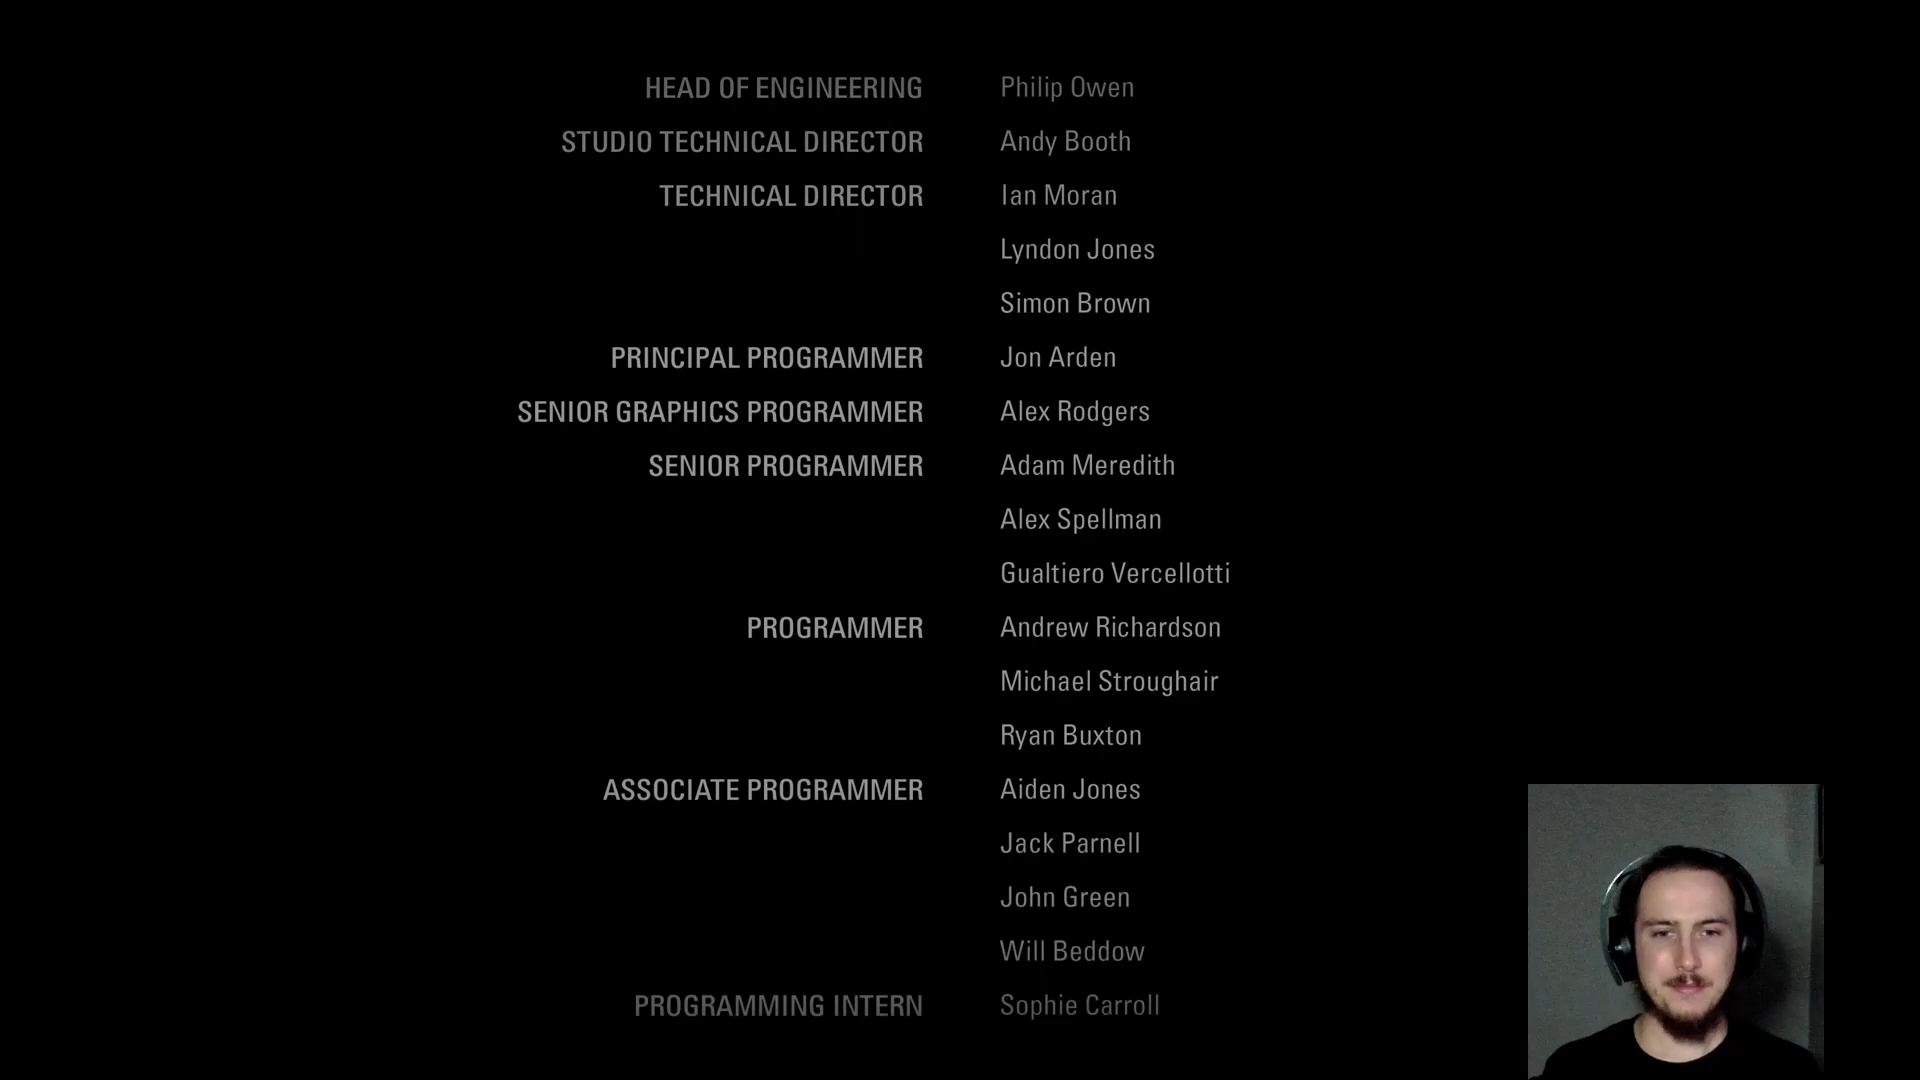 HEAD OF ENGINEERING Philip Owen
STUDIO TECHNICAL DIRECTOR Andy Booth
TECHNICAL DIRECTOR Ian Moran
Lyndon Jones
Simon Brown
PRINCIPAL PROGRAMMER Jon Arden
SENIOR GRAPHICS PROGRAMMER Alex Rodgers
SENIOR PROGRAMMER Adam Meredith
Alex Spellman
Gualtiero Vercellotti
PROGRAMMER Andrew Richardson
Michael Stroughair
Ryan Buxton
ASSOCIATE PROGRAMMER Aiden Jones
Jack Parnell
John Green
Will Beddow
PROGRAMMING INTERN Sophie Carroll